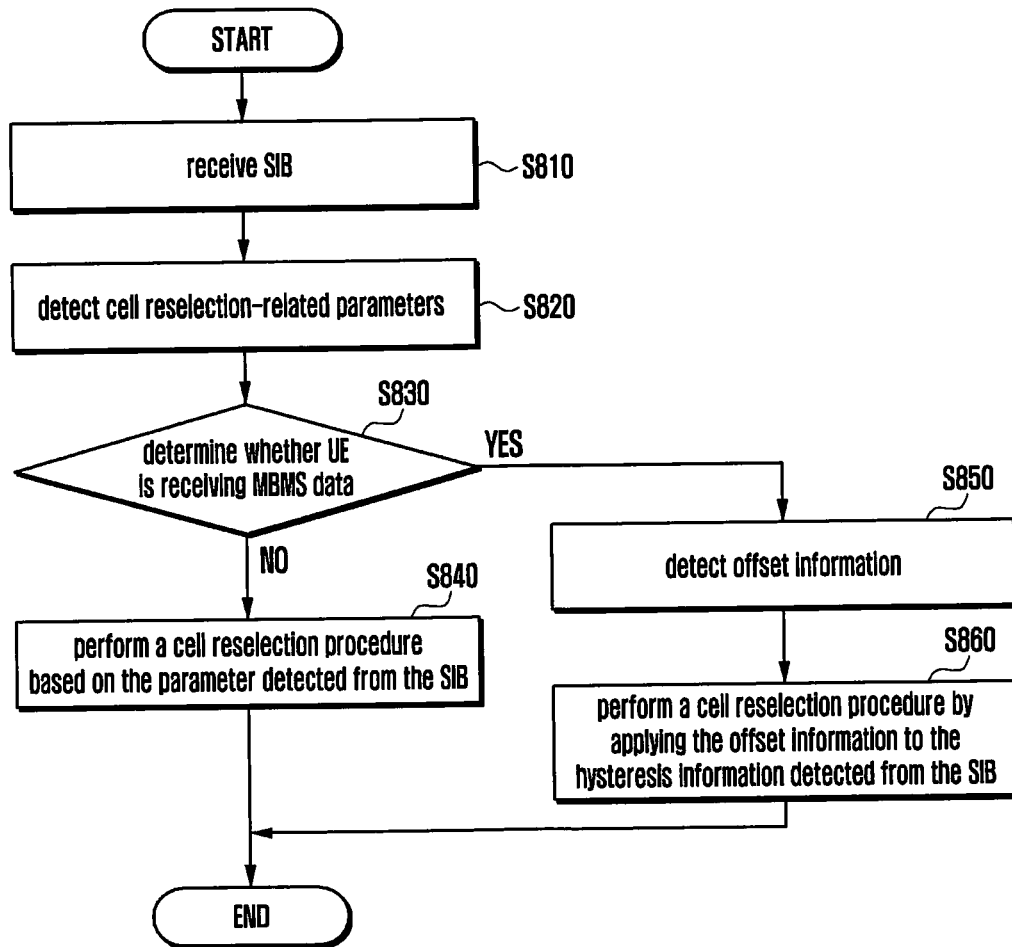 START
receive SIB
S810
detect cell reselection-related parameters
S820
S830
determine whether UE
is receiving MBMS data
YES
NO
S850
detect offset information
S840
perform a cell reselection procedure
based on the parameter detected from the SIB
S860
perform a cell reselection procedure by
applying the offset information to the
hysteresis information detected from the SIB
END